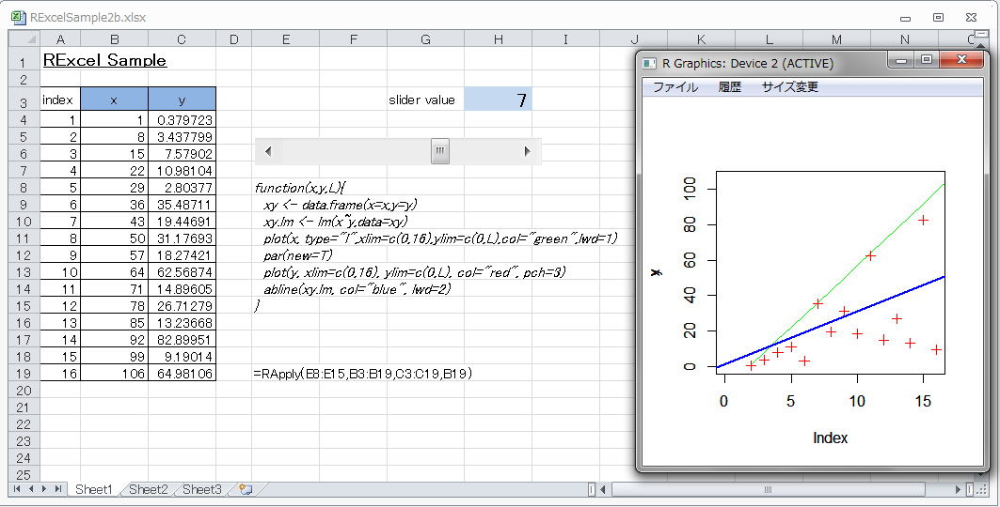 RExcelSample2b.xlsx
A B C D E F G H I J K L M N
1 RExcel Sample
2
3 index x y slider value 7
4 1 1 0.379723
5 2 8 3.437799
6 3 15 7.57902
7 4 22 10.98104
8 5 29 2.80377 function(x,y,L){
9 6 36 35.48711 xy <- data.frame(x=x,y=y)
10 7 43 19.44691 xy.lm <- lm(x~y,data=xy)
11 8 50 31.17693 plot(x, type="l",xlim=c(0,16),ylim=c(0,L),col="green",lwd=1)
12 9 57 18.27421 par(new=T)
13 10 64 62.56874 plot(y, xlim=c(0,16), ylim=c(0,L), col="red", pch=3)
14 11 71 14.89605 abline(xy.lm, col="blue", lwd=2)
15 12 78 26.71279 }
16 13 85 13.23668
17 14 92 82.89951
18 15 99 9.19014
19 16 106 64.98106 =RApply(E8:E15,B3:B19,C3:C19,B19)
20
21
22
23
24
25
Sheet1 Sheet2 Sheet3
R Graphics: Device 2 (ACTIVE)
ファイル 履歴 サイズ変更
100
80
60
40
20
0
0 5 10 15
Index